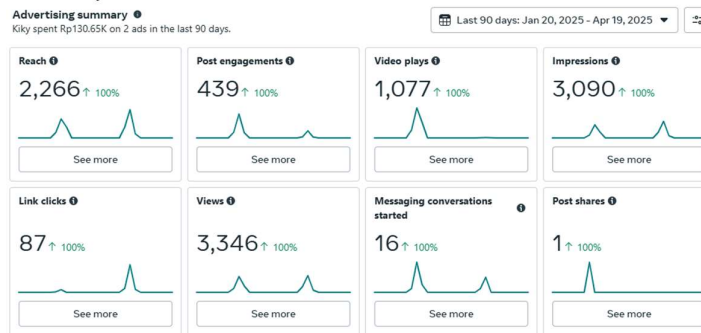 Advertising summary
Kiky spent Rp130.65K on 2 ads in the last 90 days.
Last 90 days: Jan 20, 2025 - Apr 19, 2025
Reach
2,266 ↑ 100%
See more
Post engagements
439 ↑ 100%
See more
Video plays
1,077 ↑ 100%
See more
Impressions
3,090 ↑ 100%
See more
Link clicks
87 ↑ 100%
See more
Views
3,346 ↑ 100%
See more
Messaging conversations
started
16 ↑ 100%
See more
Post shares
1 ↑ 100%
See more